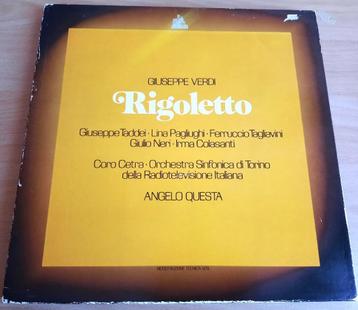 GIUSEPPE VERDI
Rigoletto
Giuseppe Taddei · Lina Pagliughi · Ferruccio Tagliavini
Giulio Neri · Irma Colasanti
Coro Cetra · Orchestra Sinfonica di Torino
della Radiotelevisione Italiana
ANGELO QUESTA